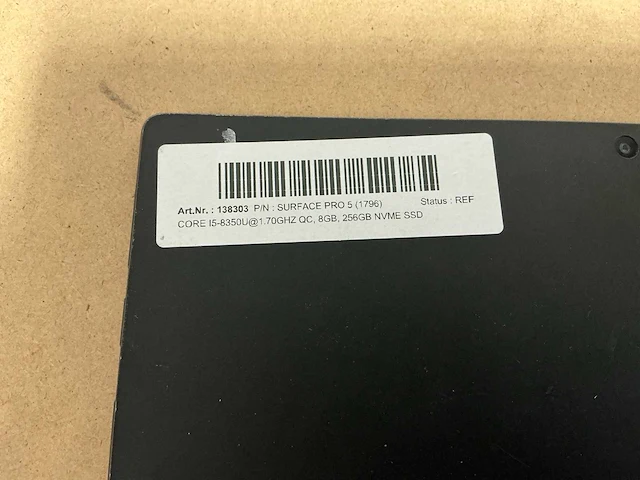 Art.Nr. : 138303 P/N : SURFACE PRO 5 (1796) Status : REF
CORE I5-8350U@1.70GHZ QC, 8GB, 256GB NVME SSD